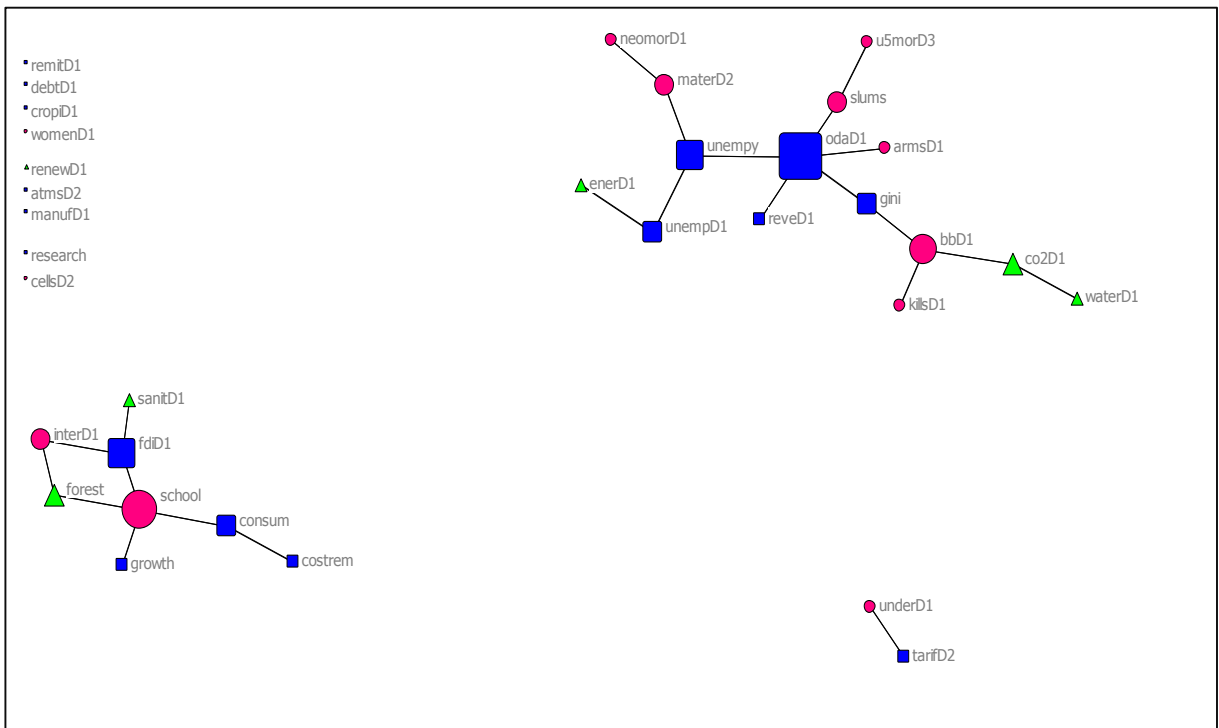 remitD1
debtD1
cropiD1
womenD1
renewD1
atmsD2
manufD1
research
cellsD2
neomorD1
materD2
unempy
enerD1
unempD1
u5morD3
slums
odaD1
armsD1
reveD1
gini
bbD1
co2D1
waterD1
killsD1
sanitD1
interD1
fdiD1
forest
school
consum
growth
costrem
underD1
tarifD2